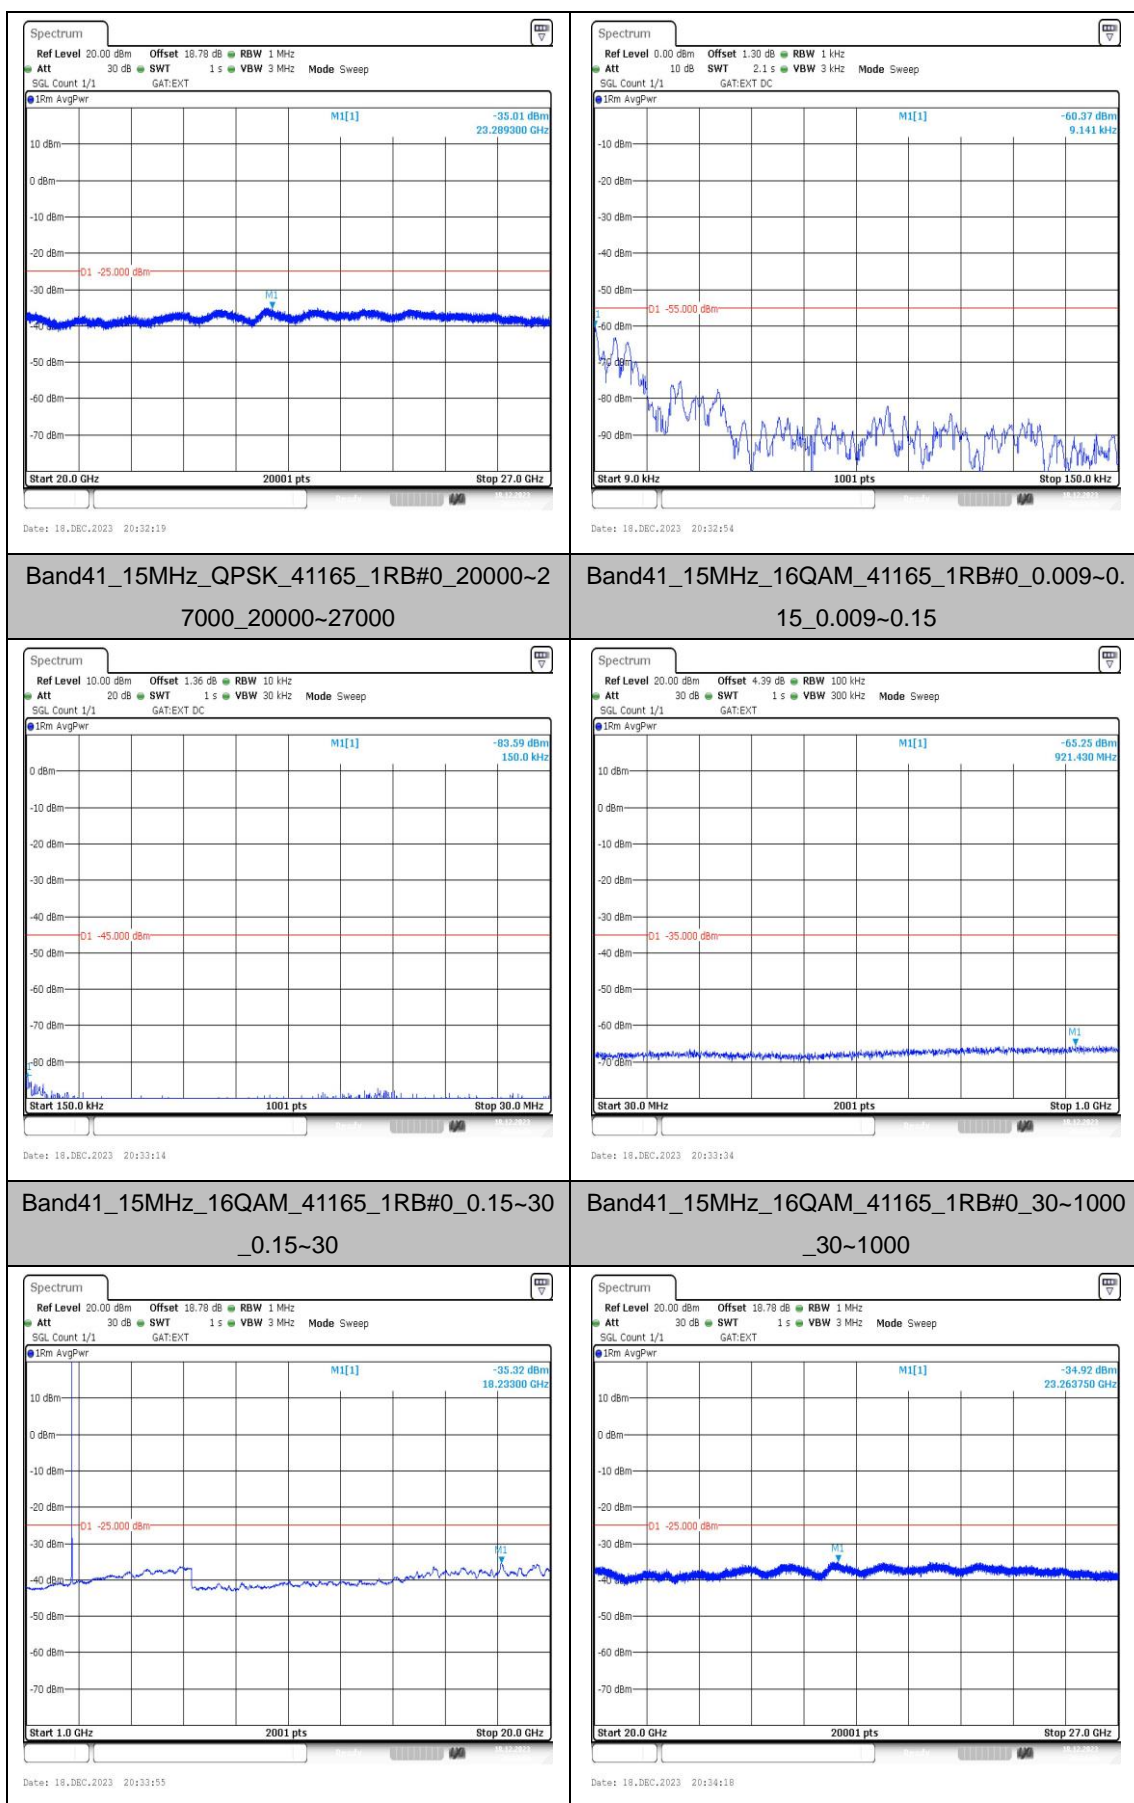 Spectrum
Ref Level 20.00 dBm Offset 18.78 dB RBW 1 MHz
Att 30 dB SWT 1 s VBW 3 MHz Mode Sweep
SGL Count 1/1 GAT:EXT
1Rm AvgPwr
M1[1] -35.01 dBm
23.289300 GHz
10 dBm
0 dBm
-10 dBm
-20 dBm
D1 -25.000 dBm
-30 dBm
M1
-40 dBm
-50 dBm
-60 dBm
-70 dBm
Start 20.0 GHz 20001 pts Stop 27.0 GHz
Date: 18.DEC.2023 20:32:19
Spectrum
Ref Level 0.00 dBm Offset 1.30 dB RBW 1 kHz
Att 10 dB SWT 2.1 s VBW 3 kHz Mode Sweep
SGL Count 1/1 GAT:EXT DC
1Rm AvgPwr
M1[1] -60.37 dBm
9.141 kHz
-10 dBm
-20 dBm
-30 dBm
-40 dBm
-50 dBm
D1 -55.000 dBm
-60 dBm
-70 dBm
-80 dBm
-90 dBm
Start 9.0 kHz 1001 pts Stop 150.0 kHz
Date: 18.DEC.2023 20:32:54
Band41_15MHz_QPSK_41165_1RB#0_20000~2
7000_20000~27000
Band41_15MHz_16QAM_41165_1RB#0_0.009~0.
15_0.009~0.15
Spectrum
Ref Level 10.00 dBm Offset 1.36 dB RBW 10 kHz
Att 20 dB SWT 1 s VBW 30 kHz Mode Sweep
SGL Count 1/1 GAT:EXT DC
1Rm AvgPwr
M1[1] -83.59 dBm
150.0 kHz
0 dBm
-10 dBm
-20 dBm
-30 dBm
-40 dBm
D1 -45.000 dBm
-50 dBm
-60 dBm
-70 dBm
-80 dBm
Start 150.0 kHz 1001 pts Stop 30.0 MHz
Date: 18.DEC.2023 20:33:14
Spectrum
Ref Level 20.00 dBm Offset 4.39 dB RBW 100 kHz
Att 30 dB SWT 1 s VBW 300 kHz Mode Sweep
SGL Count 1/1 GAT:EXT
1Rm AvgPwr
M1[1] -65.25 dBm
921.430 MHz
10 dBm
0 dBm
-10 dBm
-20 dBm
-30 dBm
D1 -35.000 dBm
-40 dBm
-50 dBm
-60 dBm
M1
-70 dBm
Start 30.0 MHz 2001 pts Stop 1.0 GHz
Date: 18.DEC.2023 20:33:34
Band41_15MHz_16QAM_41165_1RB#0_0.15~30
_0.15~30
Band41_15MHz_16QAM_41165_1RB#0_30~1000
_30~1000
Spectrum
Ref Level 20.00 dBm Offset 18.78 dB RBW 1 MHz
Att 30 dB SWT 1 s VBW 3 MHz Mode Sweep
SGL Count 1/1 GAT:EXT
1Rm AvgPwr
M1[1] -35.32 dBm
18.23300 GHz
10 dBm
0 dBm
-10 dBm
-20 dBm
D1 -25.000 dBm
-30 dBm
M1
-40 dBm
-50 dBm
-60 dBm
-70 dBm
Start 1.0 GHz 2001 pts Stop 20.0 GHz
Date: 18.DEC.2023 20:33:55
Spectrum
Ref Level 20.00 dBm Offset 18.78 dB RBW 1 MHz
Att 30 dB SWT 1 s VBW 3 MHz Mode Sweep
SGL Count 1/1 GAT:EXT
1Rm AvgPwr
M1[1] -34.92 dBm
23.263750 GHz
10 dBm
0 dBm
-10 dBm
-20 dBm
D1 -25.000 dBm
-30 dBm
M1
-40 dBm
-50 dBm
-60 dBm
-70 dBm
Start 20.0 GHz 20001 pts Stop 27.0 GHz
Date: 18.DEC.2023 20:34:18